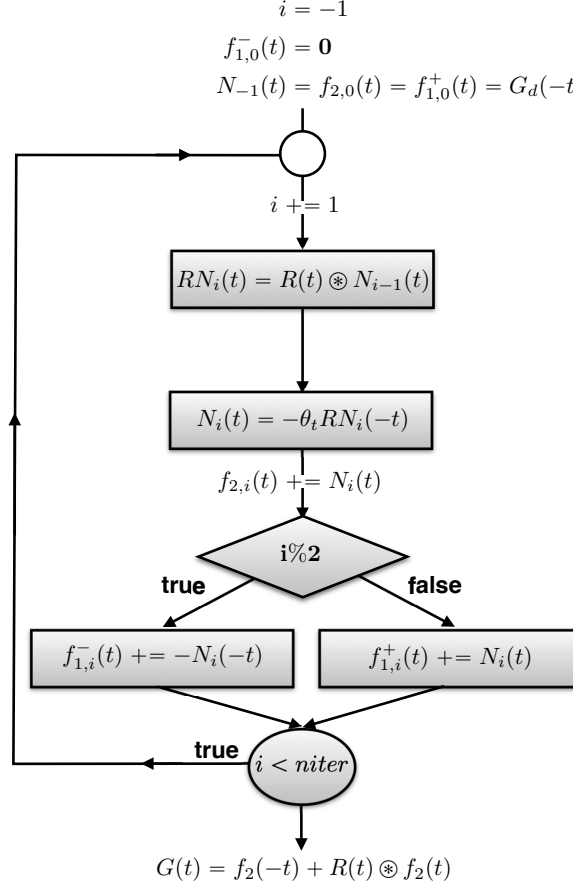 i = −1
f⁻₁,₀(t) = 𝟎
N₋₁(t) = f₂,₀(t) = f⁺₁,₀(t) = G_d(−t
i += 1
RNᵢ(t) = R(t) ⊛ Nᵢ₋₁(t)
Nᵢ(t) = −θₜRNᵢ(−t)
f₂,ᵢ(t) += Nᵢ(t)
i%2
true
false
f⁻₁,ᵢ(t) += −Nᵢ(−t)
f⁺₁,ᵢ(t) += Nᵢ(t)
true
i < niter
G(t) = f₂(−t) + R(t) ⊛ f₂(t)